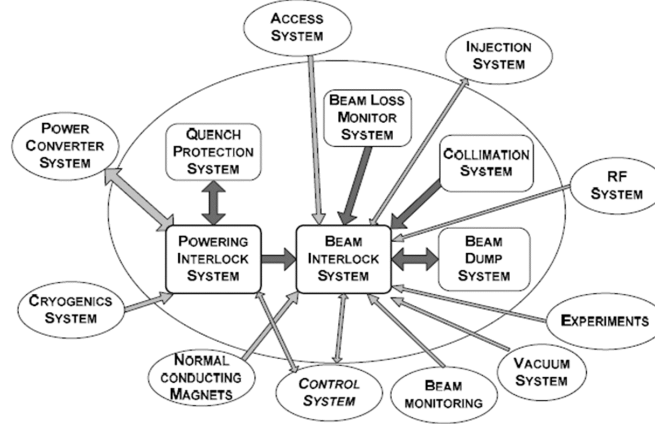 ACCESS
SYSTEM
INJECTION
SYSTEM
BEAM LOSS
MONITOR
SYSTEM
POWER
CONVERTER
SYSTEM
QUENCH
PROTECTION
SYSTEM
COLLIMATION
SYSTEM
RF
SYSTEM
POWERING
INTERLOCK
SYSTEM
BEAM
INTERLOCK
SYSTEM
BEAM
DUMP
SYSTEM
CRYOGENICS
SYSTEM
EXPERIMENTS
NORMAL
CONDUCTING
MAGNETS
CONTROL
SYSTEM
BEAM
MONITORING
VACUUM
SYSTEM